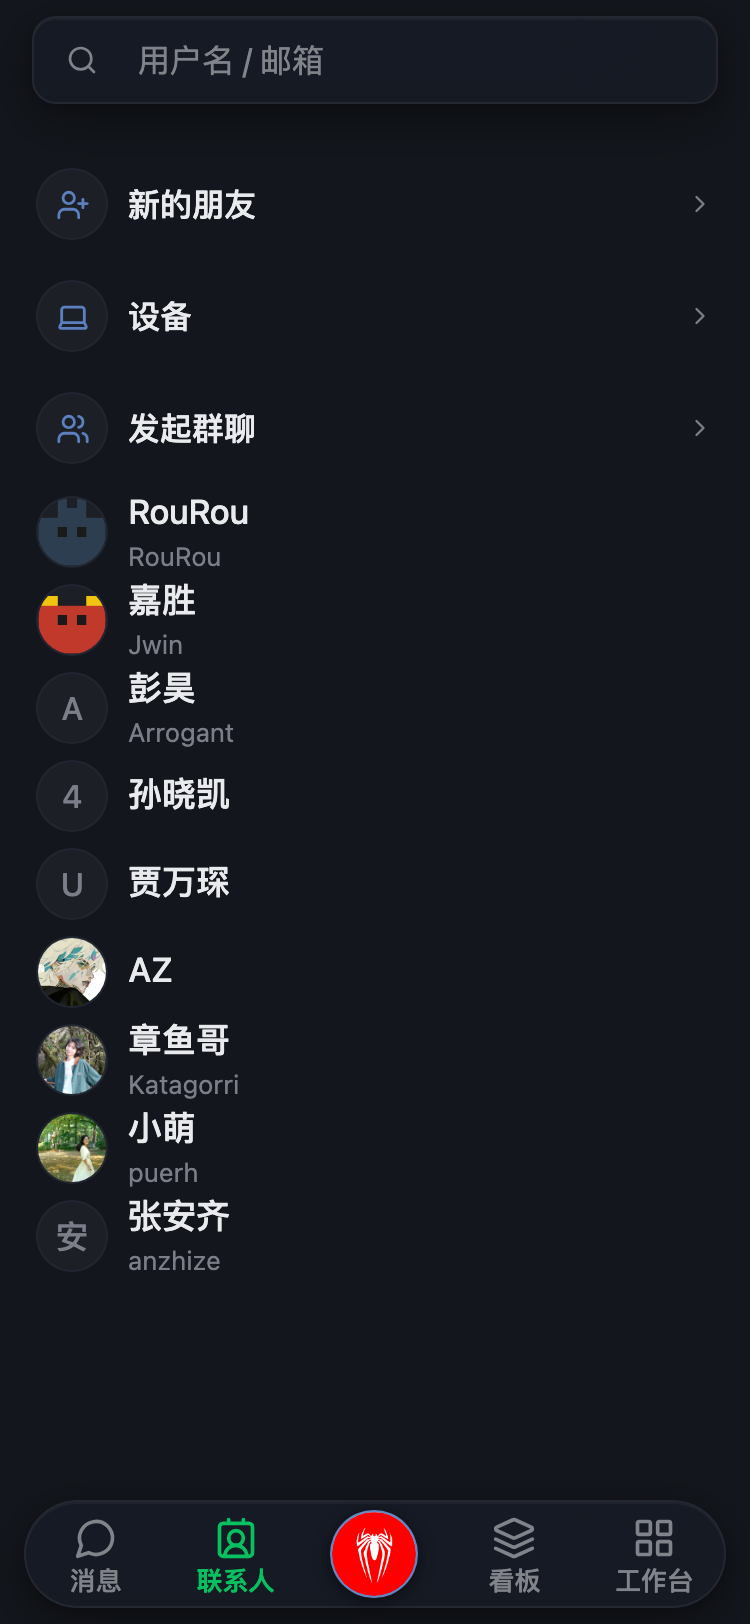 用户名 / 邮箱
新的朋友
设备
发起群聊
RouRou
RouRou
嘉胜
Jwin
A
彭昊
Arrogant
4
孙晓凯
U
贾万琛
AZ
章鱼哥
Katagorri
小萌
puerh
安
张安齐
anzhize
消息
联系人
看板
工作台